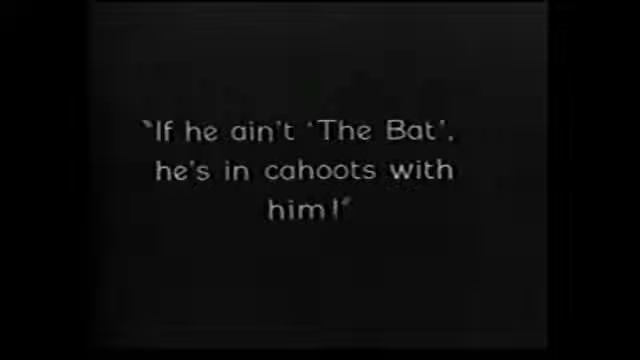 "If he ain't 'The Bat',
he's in cahoots with
him!"